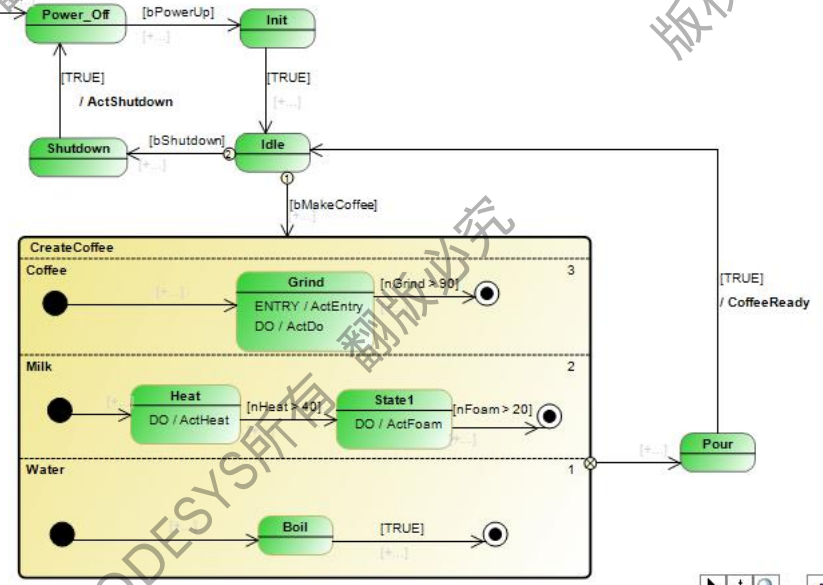 Power_Off
[bPowerUp]
Init
[+...]
[TRUE]
[TRUE]
/ ActShutdown
[+...]
[bShutdown]
Shutdown
Idle
2
[+...]
1
[bMakeCoffee]
[+...]
CreateCoffee
Coffee
3
Grind
[nGrind > 90]
[TRUE]
[+...]
ENTRY / ActEntry
/ CoffeeReady
DO / ActDo
Milk
2
Heat
State1
[+...]
[nHeat > 40]
[nFoam > 20]
DO / ActHeat
DO / ActFoam
[+...]
Pour
[+...]
Water
1
Boil
[TRUE]
[+...]
[+...]
CODESYS所有 翻版必究
版权